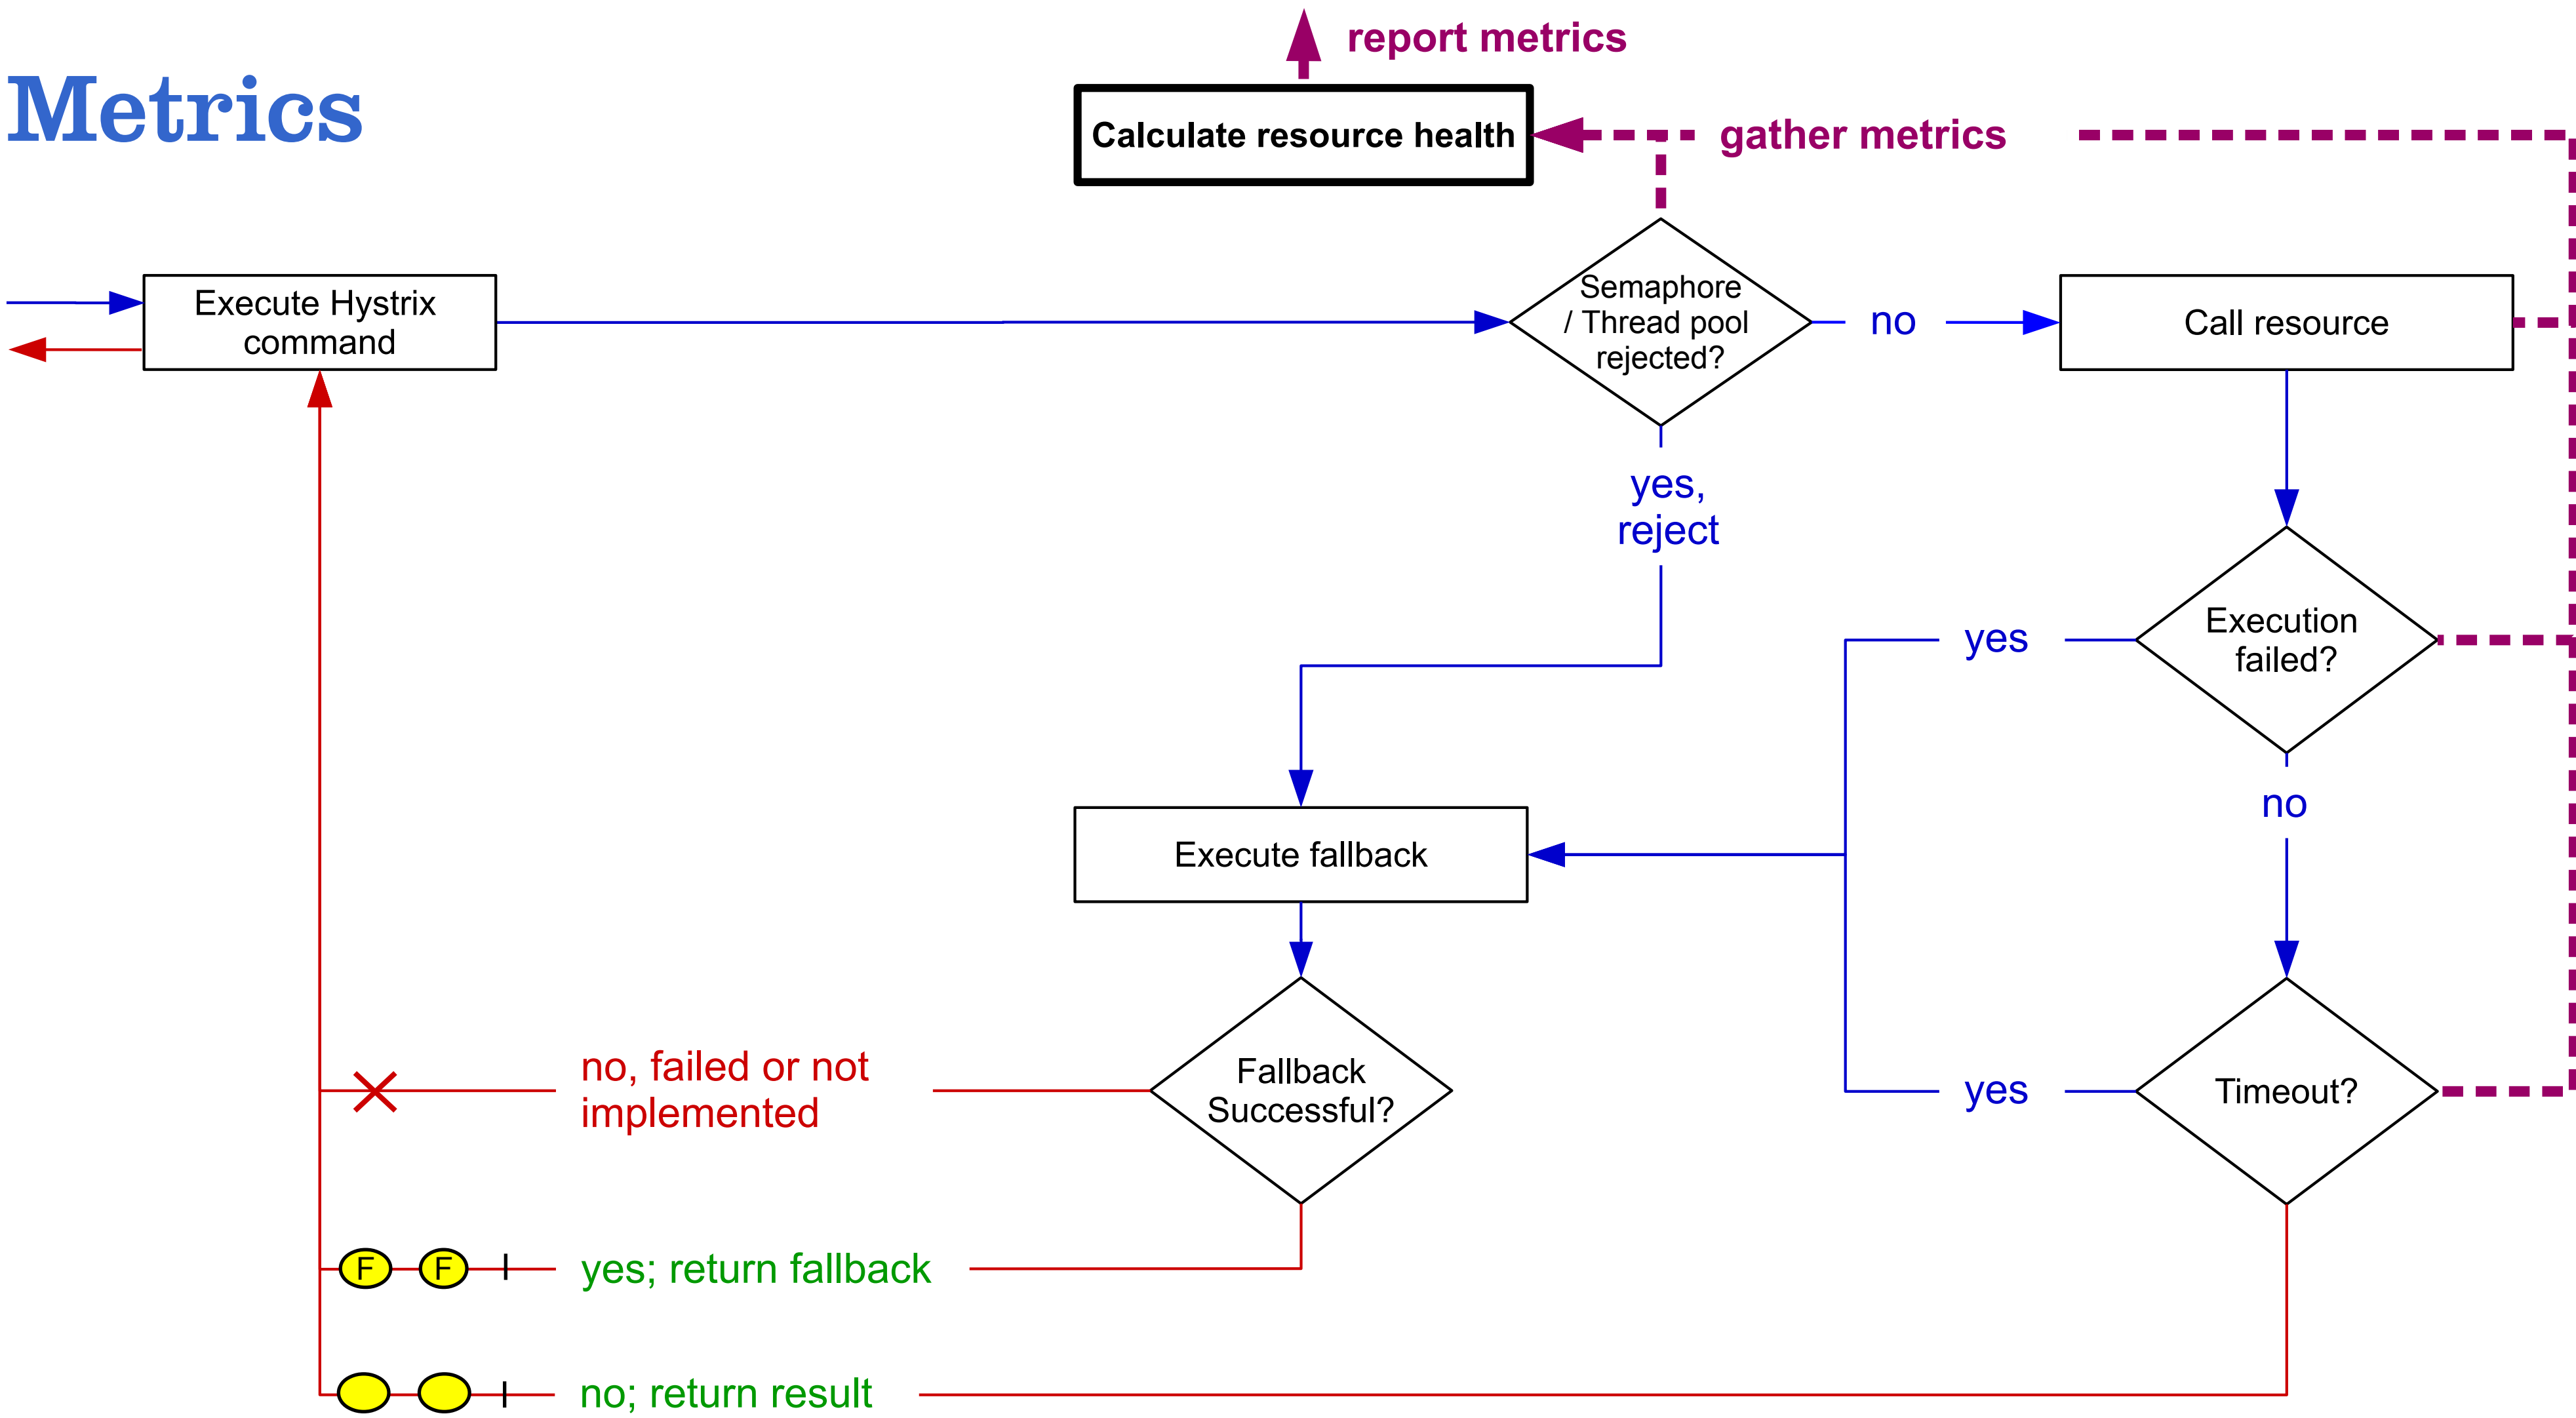 report metrics
Metrics
Calculate resource health
gather metrics
Execute Hystrix
command
Semaphore
/ Thread pool
rejected?
no
Call resource
yes,
reject
yes
Execution
failed?
no
Execute fallback
no, failed or not
implemented
Fallback
Successful?
yes
Timeout?
F
F
yes; return fallback
no; return result